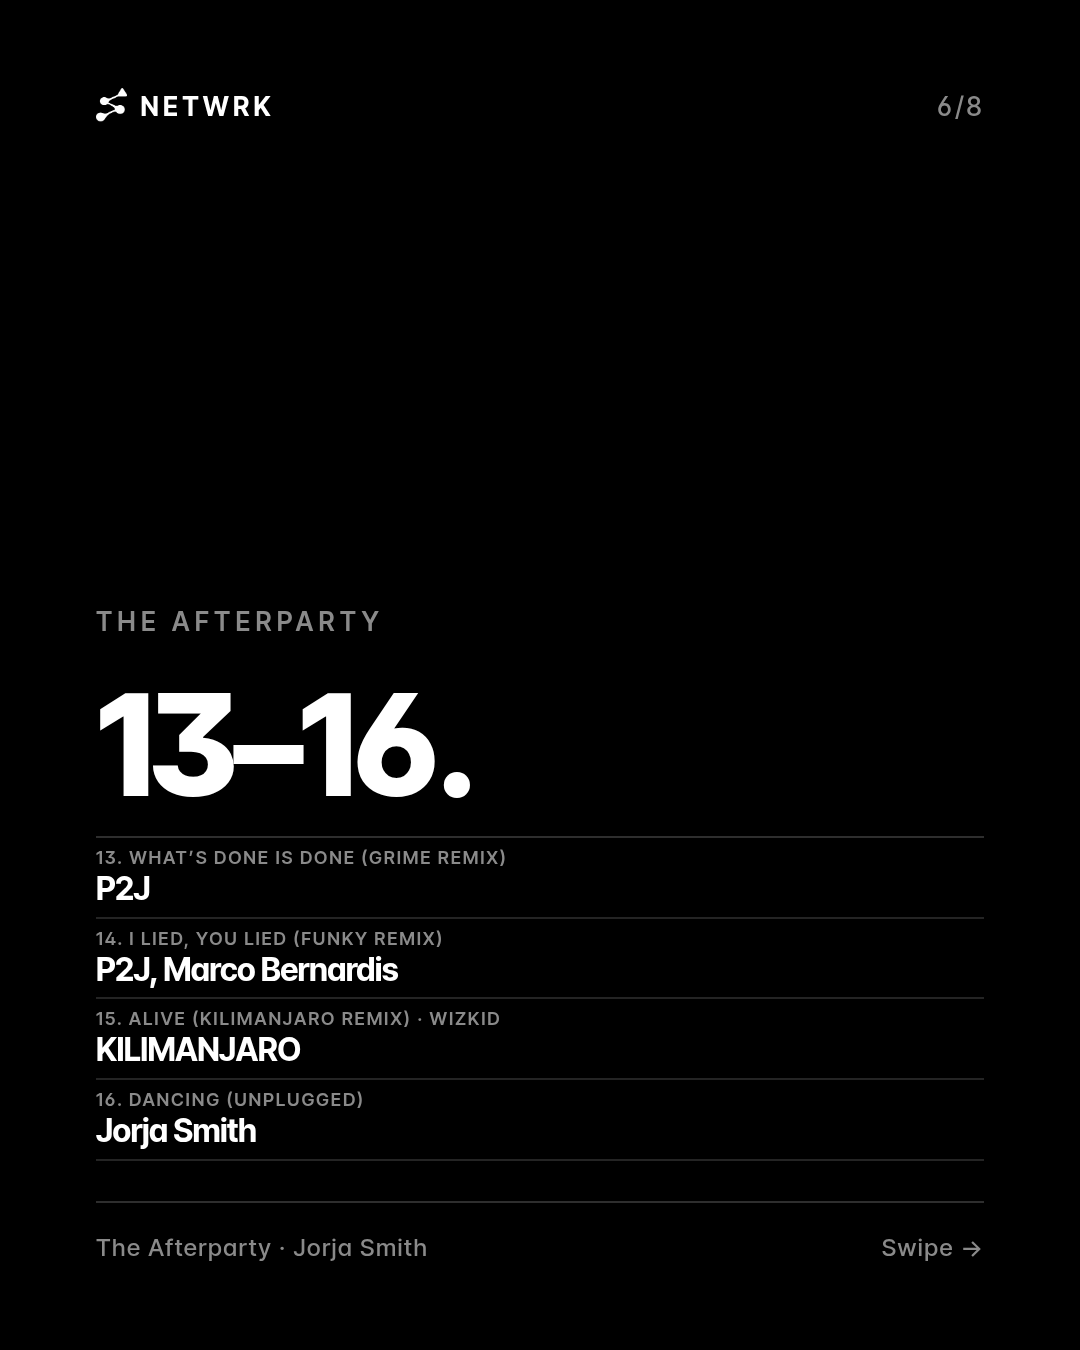 NETWRK
6/8
THE AFTERPARTY
13–16.
13. WHAT’S DONE IS DONE (GRIME REMIX)
P2J
14. I LIED, YOU LIED (FUNKY REMIX)
P2J, Marco Bernardis
15. ALIVE (KILIMANJARO REMIX) · WIZKID
KILIMANJARO
16. DANCING (UNPLUGGED)
Jorja Smith
The Afterparty · Jorja Smith
Swipe →